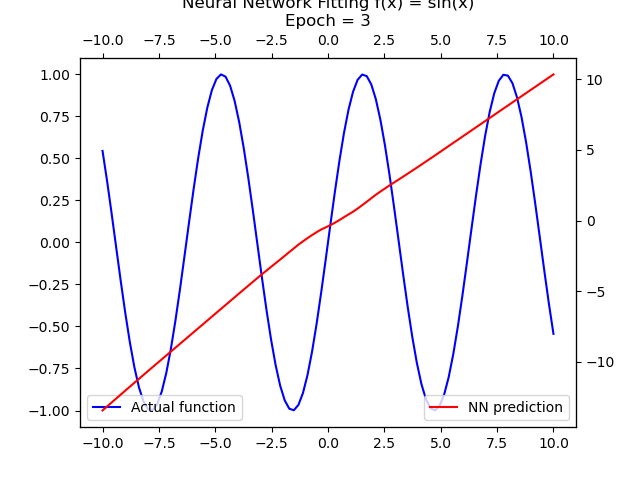 Neural Network Fitting f(x) = sin(x)
Epoch = 3
−10.0 −7.5 −5.0 −2.5 0.0 2.5 5.0 7.5 10.0
1.00
0.75
0.50
0.25
0.00
−0.25
−0.50
−0.75
−1.00
10
5
0
−5
−10
Actual function
NN prediction
−10.0 −7.5 −5.0 −2.5 0.0 2.5 5.0 7.5 10.0